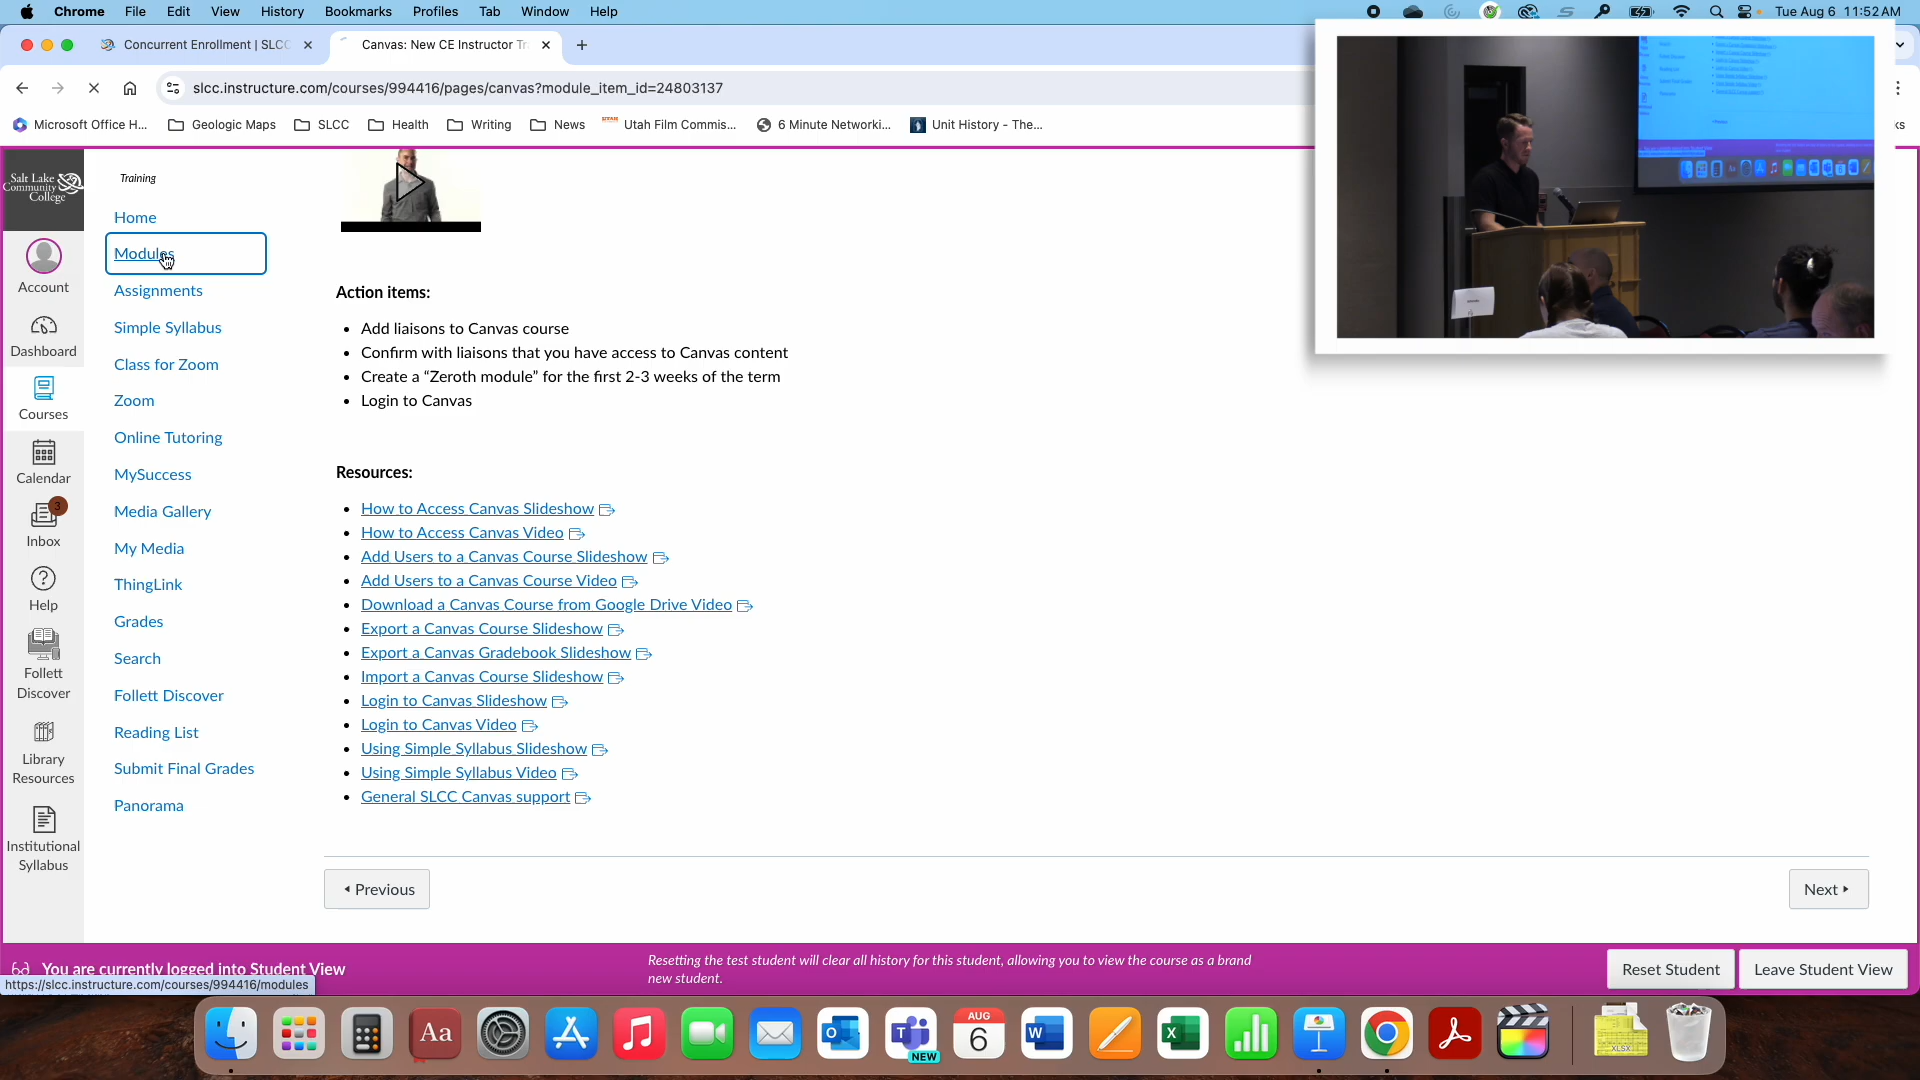 Chrome File Edit View History Bookmarks Profiles Tab Window Help
Tue Aug 6 11:52 AM
Concurrent Enrollment | SLCC
Canvas: New CE Instructor Tr
slcc.instructure.com/courses/994416/pages/canvas?module_item_id=24803137
Microsoft Office H... Geologic Maps SLCC Health Writing News Utah Film Commis... 6 Minute Networki... Unit History - The...
Salt Lake
Community
College
Account
Dashboard
Courses
Calendar
3
Inbox
Help
Follett
Discover
Library
Resources
Institutional
Syllabus
Training
Home
Modules
Assignments
Simple Syllabus
Class for Zoom
Zoom
Online Tutoring
MySuccess
Media Gallery
My Media
ThingLink
Grades
Search
Follett Discover
Reading List
Submit Final Grades
Panorama
Action items:
Add liaisons to Canvas course
Confirm with liaisons that you have access to Canvas content
Create a “Zeroth module” for the first 2-3 weeks of the term
Login to Canvas
Resources:
How to Access Canvas Slideshow
How to Access Canvas Video
Add Users to a Canvas Course Slideshow
Add Users to a Canvas Course Video
Download a Canvas Course from Google Drive Video
Export a Canvas Course Slideshow
Export a Canvas Gradebook Slideshow
Import a Canvas Course Slideshow
Login to Canvas Slideshow
Login to Canvas Video
Using Simple Syllabus Slideshow
Using Simple Syllabus Video
General SLCC Canvas support
Previous
Next
You are currently logged into Student View
Resetting the test student will clear all history for this student, allowing you to view the course as a brand
new student.
Reset Student
Leave Student View
https://slcc.instructure.com/courses/994416/modules
Aa
NEW
AUG
6
XLSX